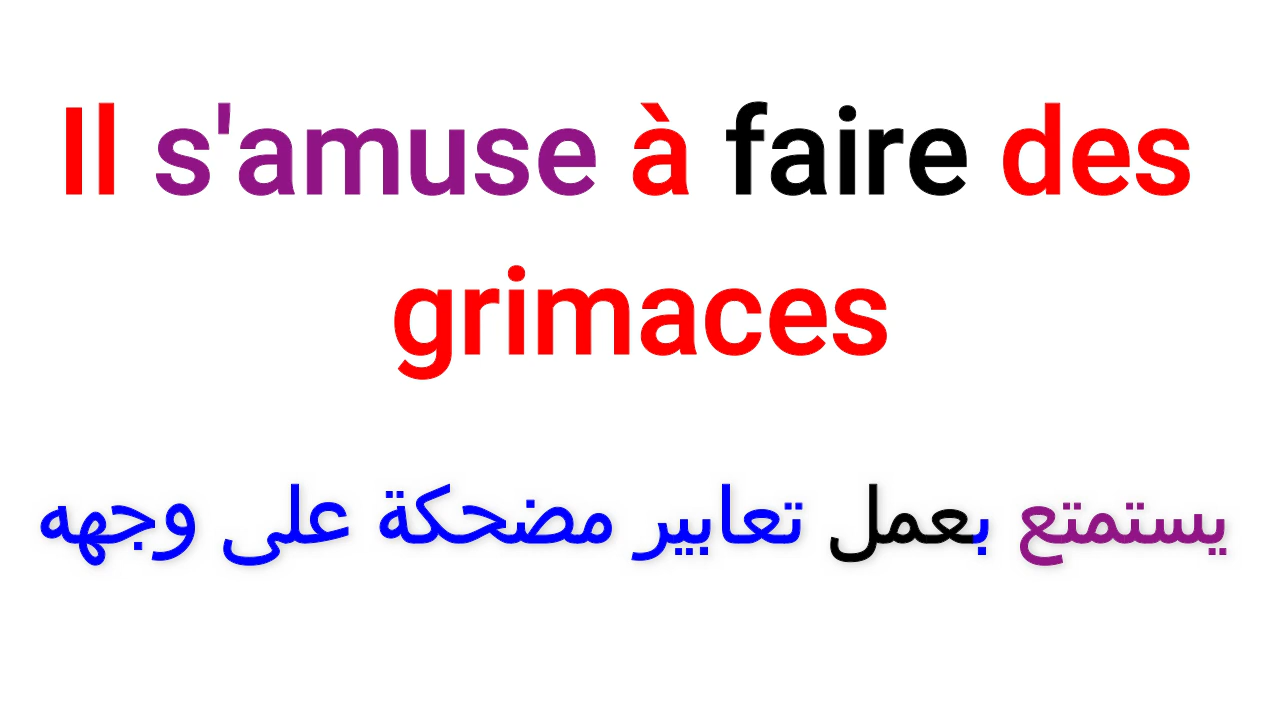 Il s'amuse à faire des
grimaces
يستمتع بعمل تعابير مضحكة على وجهه